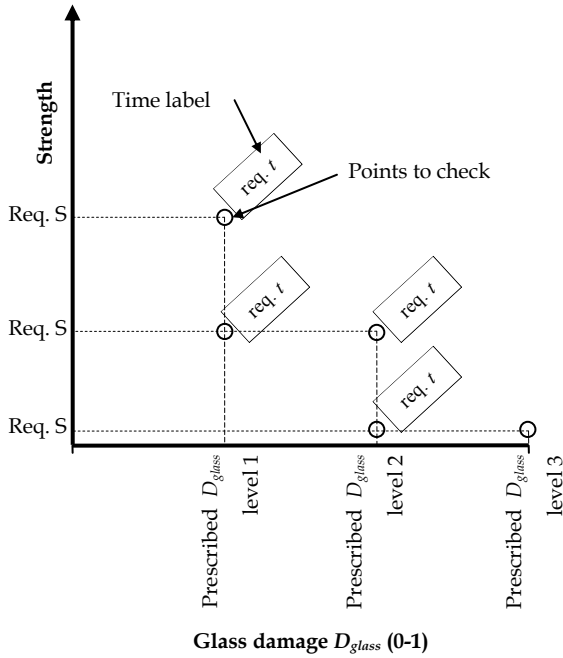 Strength
Time label
req. t
Points to check
Req. S
req. t
req. t
Req. S
req. t
Req. S
Prescribed D_glass
level 1
Prescribed D_glass
level 2
Prescribed D_glass
level 3
Glass damage D_glass (0-1)